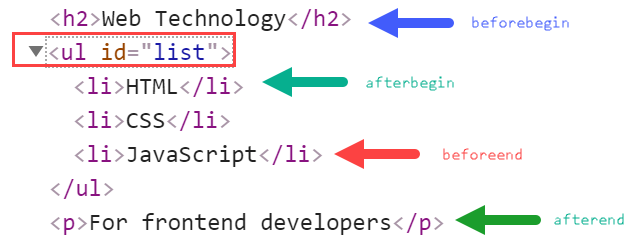 <h2>Web Technology</h2> beforebegin
<ul id="list">
<li>HTML</li> afterbegin
<li>CSS</li>
<li>JavaScript</li> beforeend
</ul>
<p>For frontend developers</p> afterend